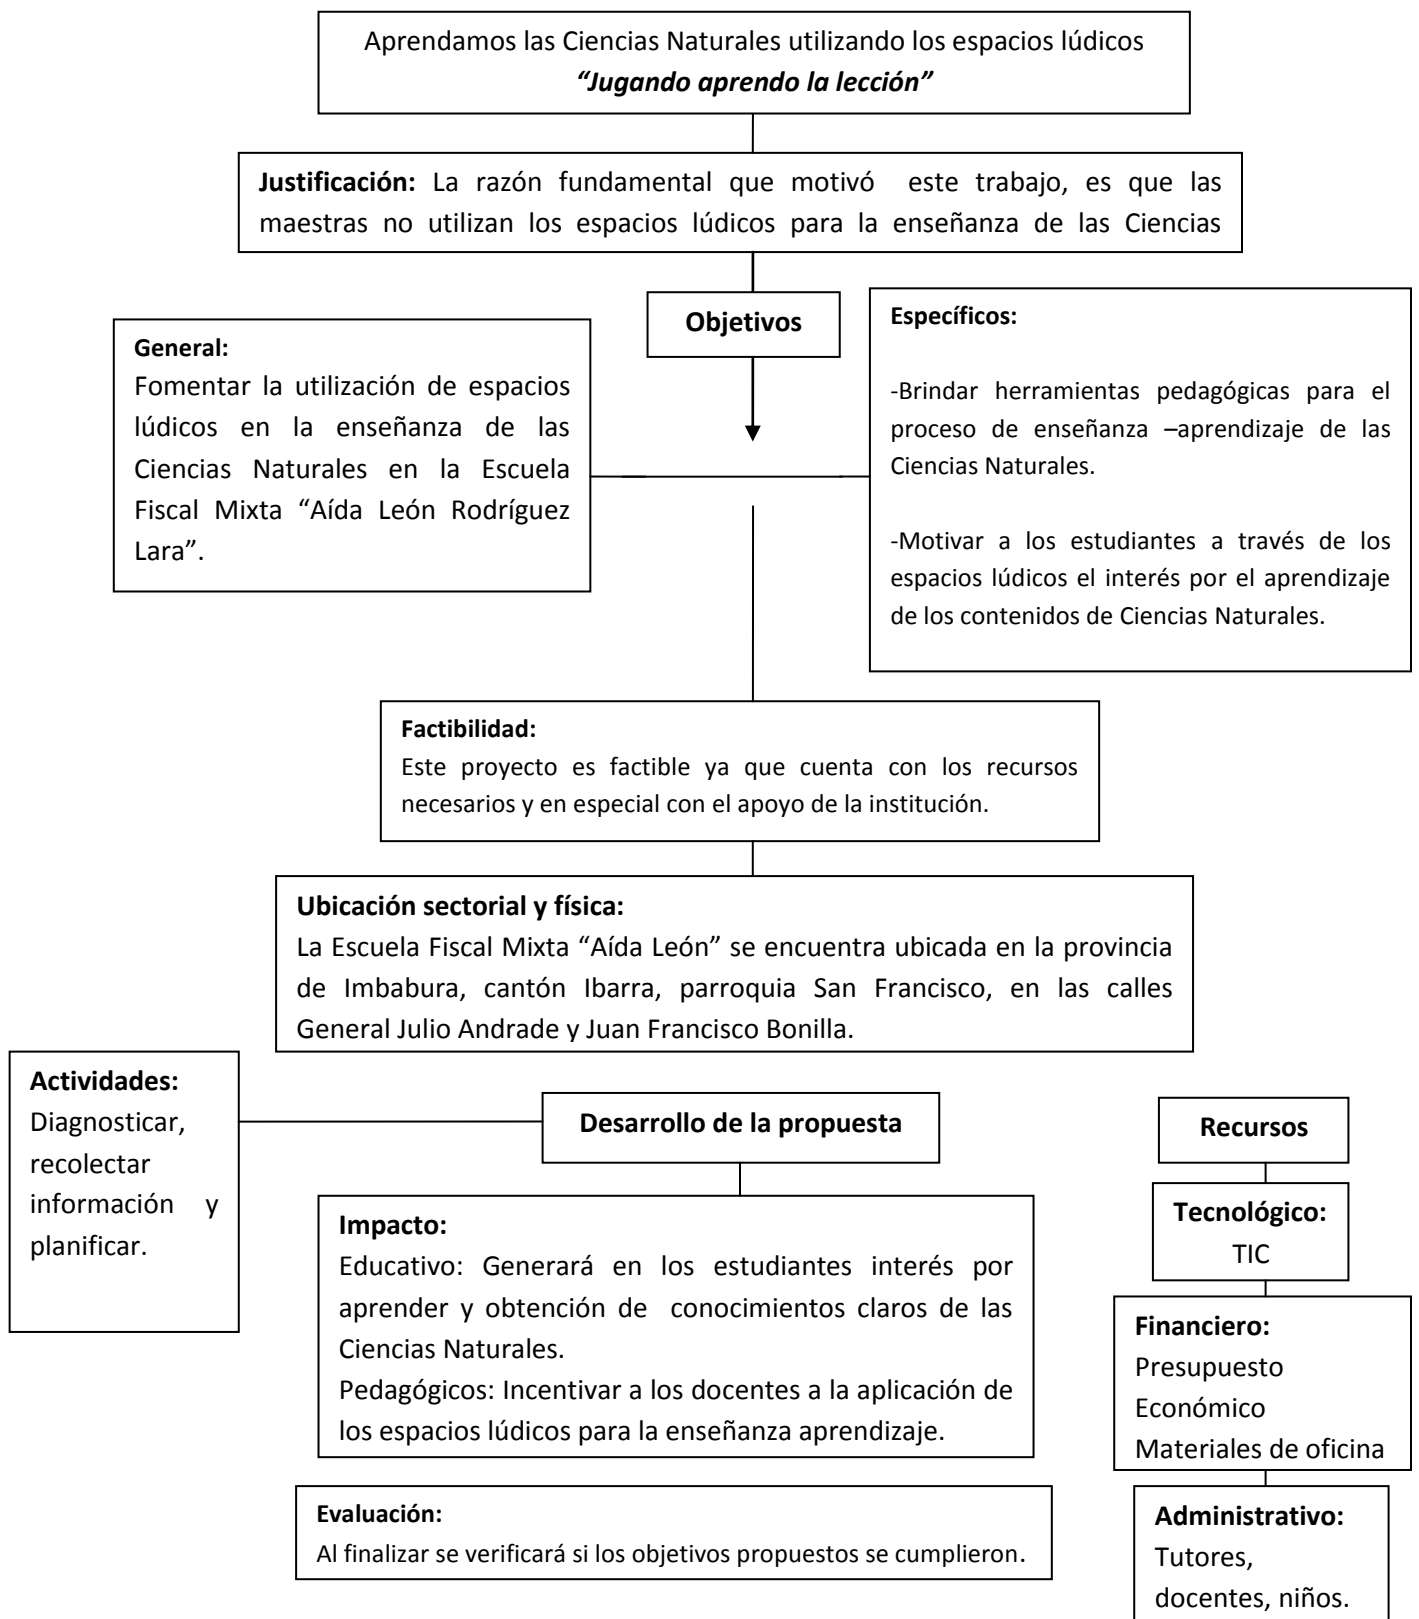 Aprendamos las Ciencias Naturales utilizando los espacios lúdicos
“Jugando aprendo la lección”
Justificación: La razón fundamental que motivó este trabajo, es que las
maestras no utilizan los espacios lúdicos para la enseñanza de las Ciencias
Objetivos
General:
Fomentar la utilización de espacios
lúdicos en la enseñanza de las
Ciencias Naturales en la Escuela
Fiscal Mixta “Aída León Rodríguez
Lara”.
Específicos:
-Brindar herramientas pedagógicas para el
proceso de enseñanza –aprendizaje de las
Ciencias Naturales.
-Motivar a los estudiantes a través de los
espacios lúdicos el interés por el aprendizaje
de los contenidos de Ciencias Naturales.
Factibilidad:
Este proyecto es factible ya que cuenta con los recursos
necesarios y en especial con el apoyo de la institución.
Ubicación sectorial y física:
La Escuela Fiscal Mixta “Aída León” se encuentra ubicada en la provincia
de Imbabura, cantón Ibarra, parroquia San Francisco, en las calles
General Julio Andrade y Juan Francisco Bonilla.
Actividades:
Diagnosticar,
recolectar
información y
planificar.
Desarrollo de la propuesta
Impacto:
Educativo: Generará en los estudiantes interés por
aprender y obtención de conocimientos claros de las
Ciencias Naturales.
Pedagógicos: Incentivar a los docentes a la aplicación de
los espacios lúdicos para la enseñanza aprendizaje.
Evaluación:
Al finalizar se verificará si los objetivos propuestos se cumplieron.
Recursos
Tecnológico:
TIC
Financiero:
Presupuesto
Económico
Materiales de oficina
Administrativo:
Tutores,
docentes, niños.